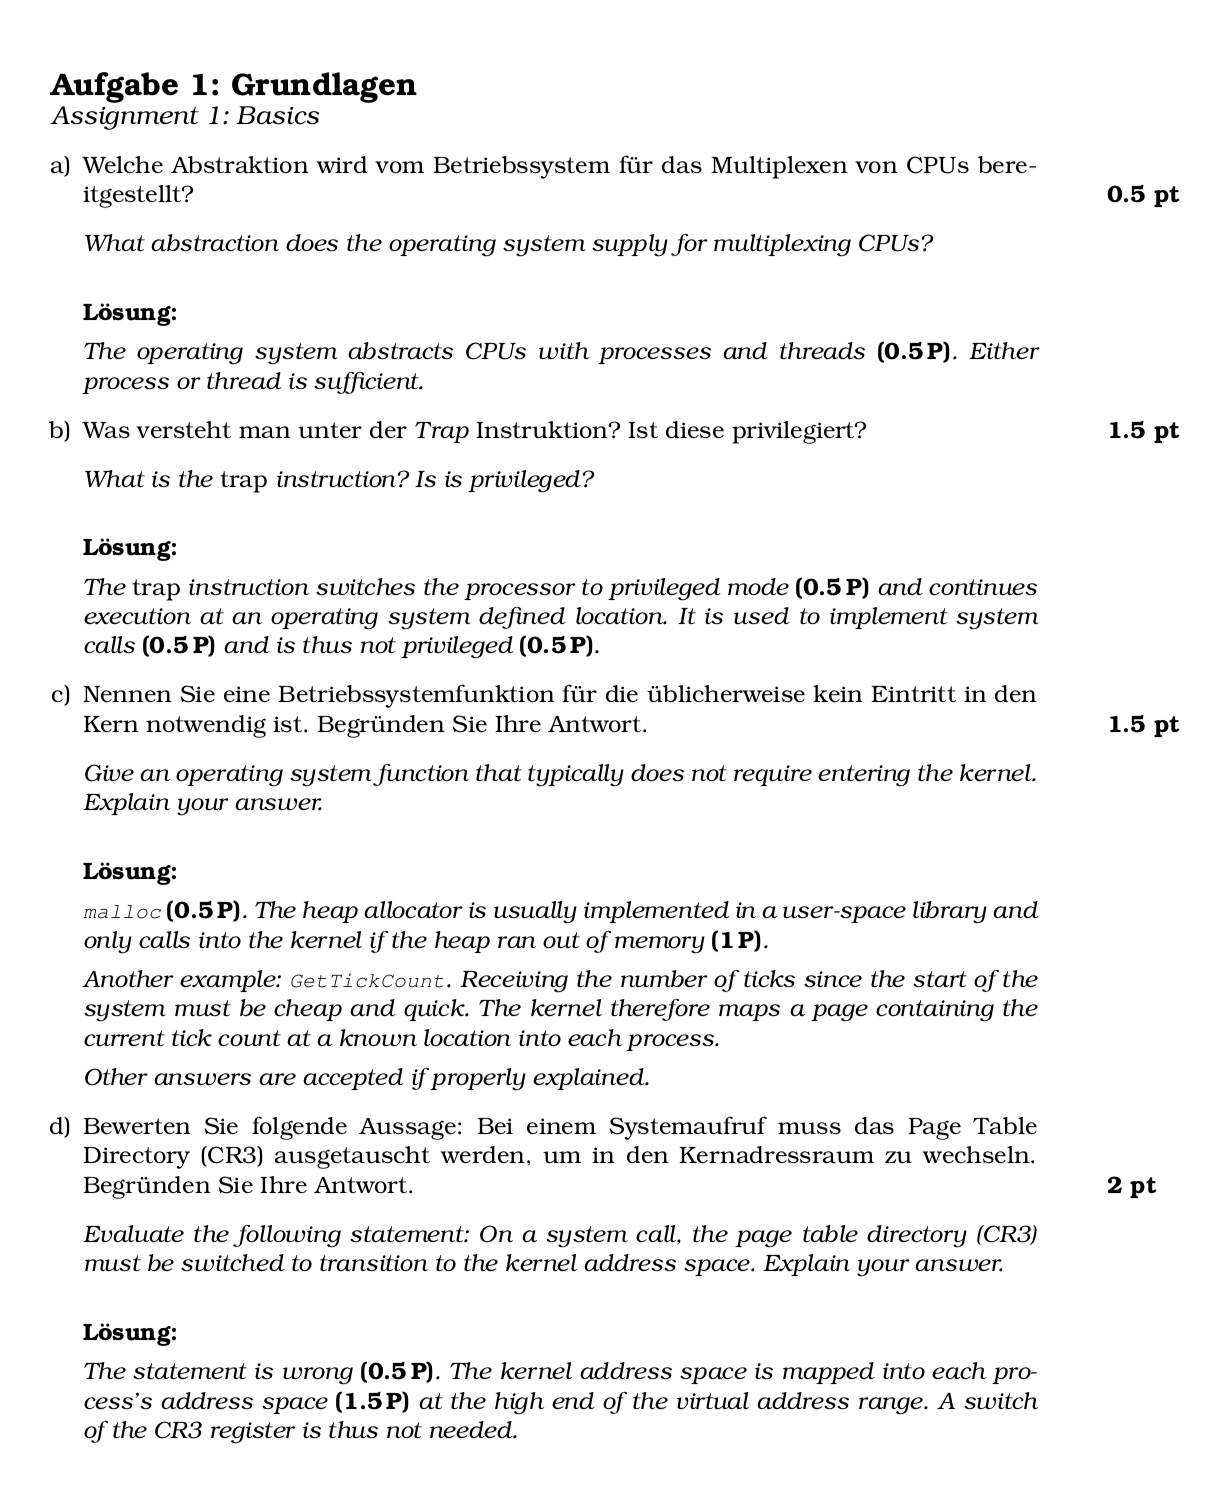 Aufgabe 1: Grundlagen
Assignment 1: Basics
a) Welche Abstraktion wird vom Betriebssystem für das Multiplexen von CPUs bere-
itgestellt? 0.5 pt
What abstraction does the operating system supply for multiplexing CPUs?
Lösung:
The operating system abstracts CPUs with processes and threads (0.5 P). Either
process or thread is sufficient.
b) Was versteht man unter der Trap Instruktion? Ist diese privilegiert? 1.5 pt
What is the trap instruction? Is is privileged?
Lösung:
The trap instruction switches the processor to privileged mode (0.5 P) and continues
execution at an operating system defined location. It is used to implement system
calls (0.5 P) and is thus not privileged (0.5 P).
c) Nennen Sie eine Betriebssystemfunktion für die üblicherweise kein Eintritt in den
Kern notwendig ist. Begründen Sie Ihre Antwort. 1.5 pt
Give an operating system function that typically does not require entering the kernel.
Explain your answer.
Lösung:
malloc (0.5 P). The heap allocator is usually implemented in a user-space library and
only calls into the kernel if the heap ran out of memory (1 P).
Another example: GetTickCount. Receiving the number of ticks since the start of the
system must be cheap and quick. The kernel therefore maps a page containing the
current tick count at a known location into each process.
Other answers are accepted if properly explained.
d) Bewerten Sie folgende Aussage: Bei einem Systemaufruf muss das Page Table
Directory (CR3) ausgetauscht werden, um in den Kernadressraum zu wechseln.
Begründen Sie Ihre Antwort. 2 pt
Evaluate the following statement: On a system call, the page table directory (CR3)
must be switched to transition to the kernel address space. Explain your answer.
Lösung:
The statement is wrong (0.5 P). The kernel address space is mapped into each pro-
cess's address space (1.5 P) at the high end of the virtual address range. A switch
of the CR3 register is thus not needed.